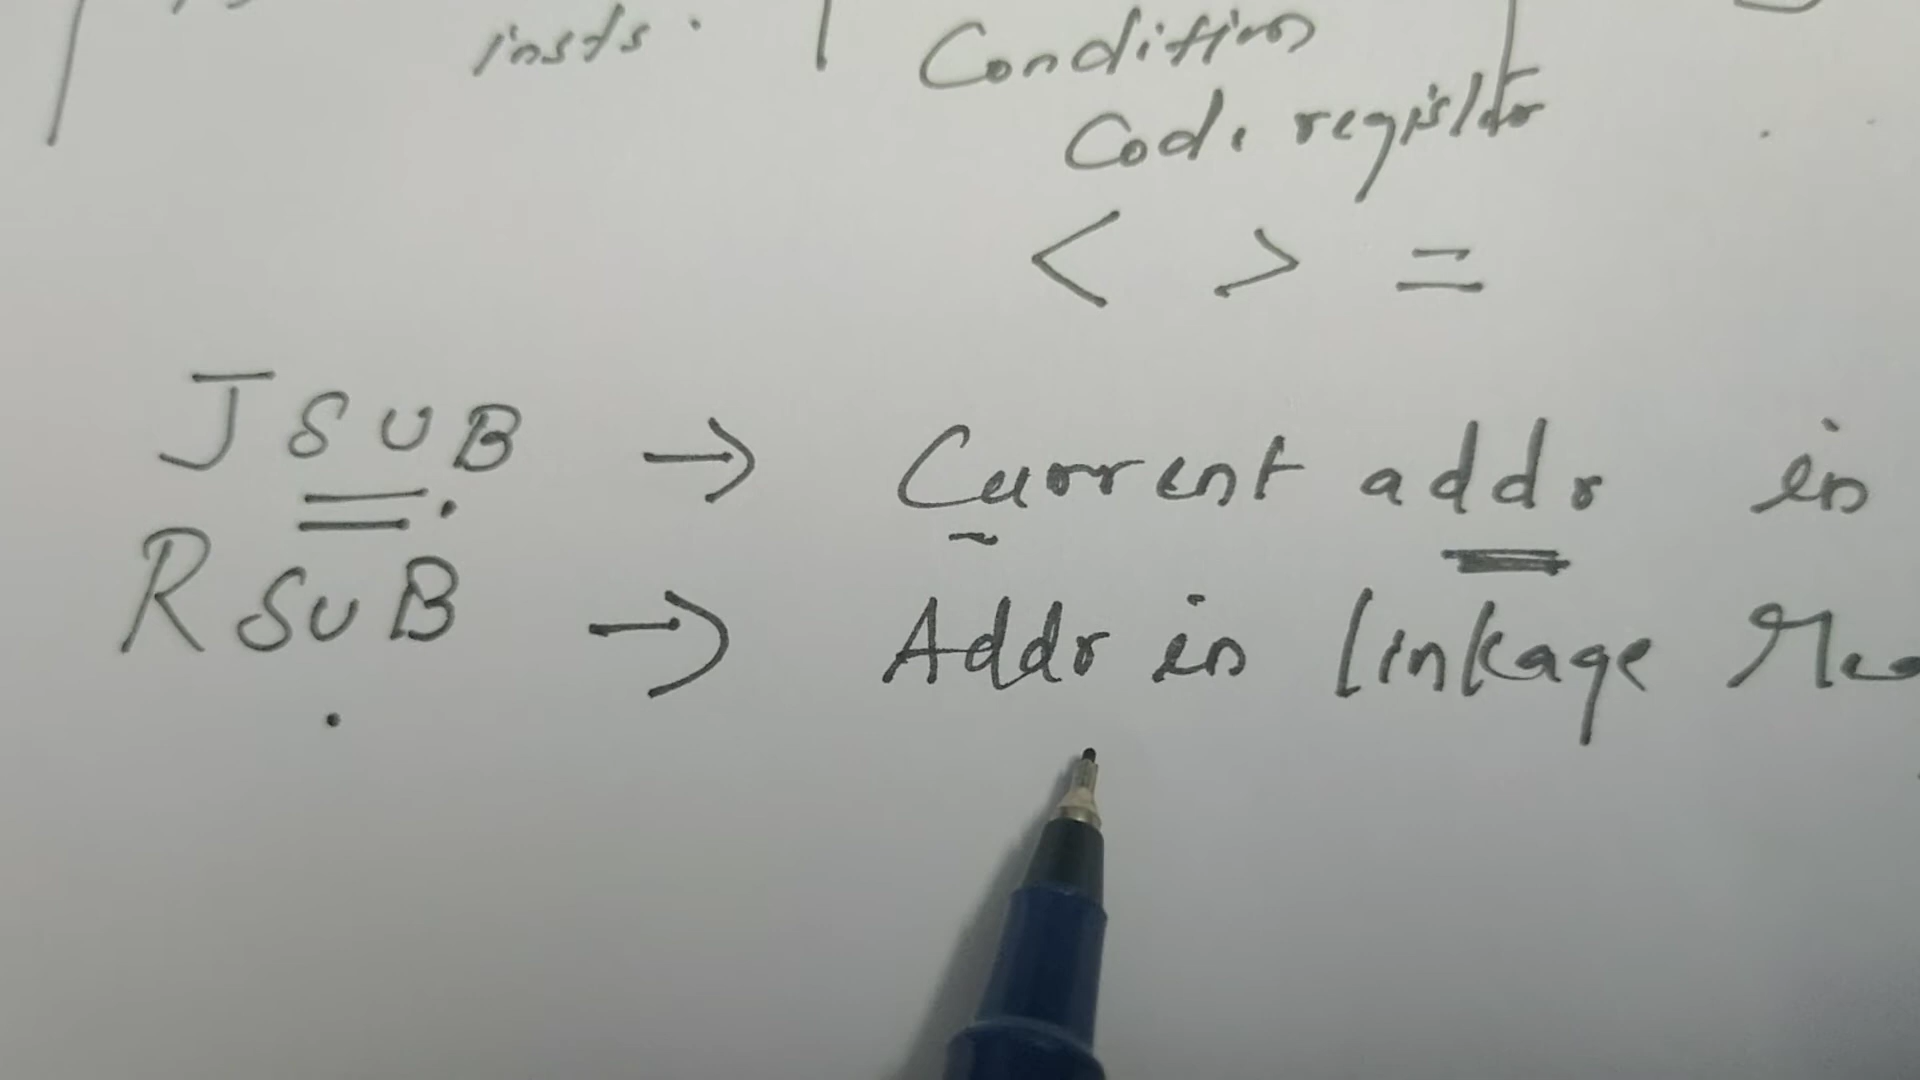 insts.
Condition
Code register
< > =
JSUB → Current addr in
RSUB → Addr in linkage